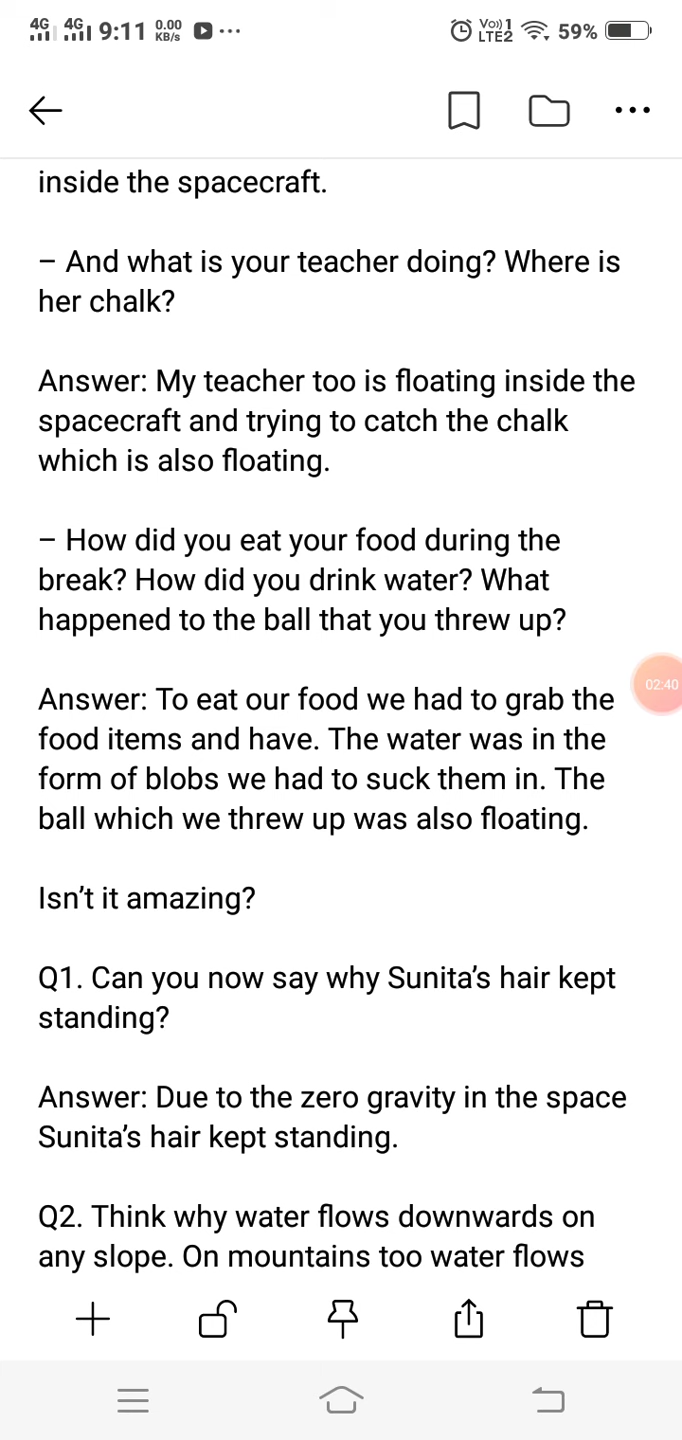 4G 4G 9:11 0.00 KB/s ... Vo) 1 LTE2 59%
inside the spacecraft.
– And what is your teacher doing? Where is
her chalk?
Answer: My teacher too is floating inside the
spacecraft and trying to catch the chalk
which is also floating.
– How did you eat your food during the
break? How did you drink water? What
happened to the ball that you threw up?
02:40
Answer: To eat our food we had to grab the
food items and have. The water was in the
form of blobs we had to suck them in. The
ball which we threw up was also floating.
Isn’t it amazing?
Q1. Can you now say why Sunita’s hair kept
standing?
Answer: Due to the zero gravity in the space
Sunita’s hair kept standing.
Q2. Think why water flows downwards on
any slope. On mountains too water flows